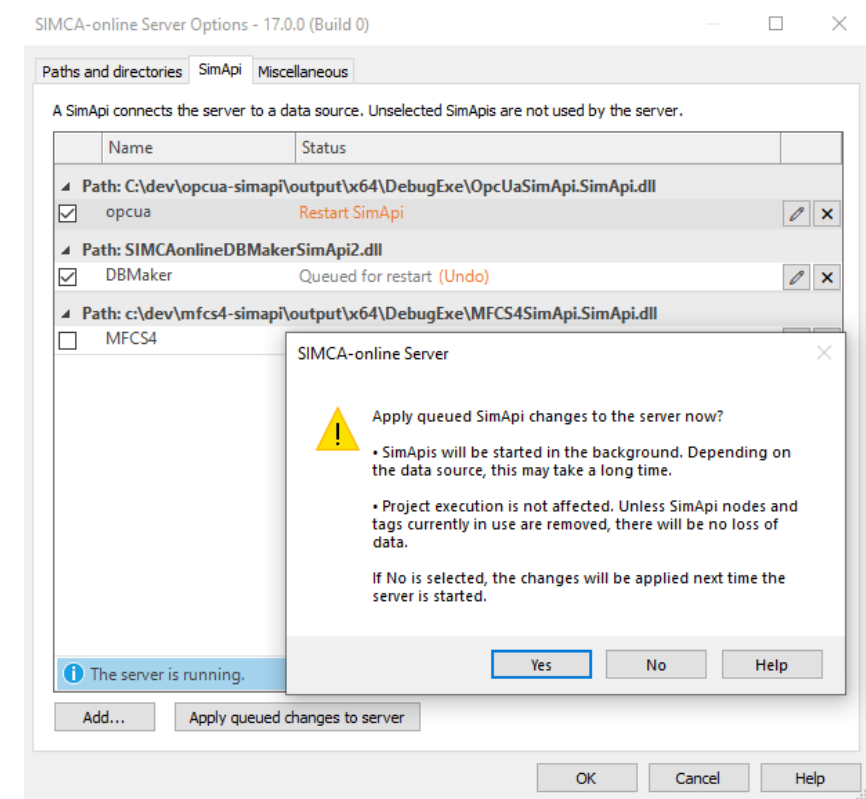 SIMCA-online Server Options - 17.0.0 (Build 0)
Paths and directories SimApi Miscellaneous
A SimApi connects the server to a data source. Unselected SimApis are not used by the server.
Name Status
Path: C:\dev\opcua-simapi\output\x64\DebugExe\OpcUaSimApi.SimApi.dll
opcua Restart SimApi
Path: SIMCAonlineDBMakerSimApi2.dll
DBMaker Queued for restart (Undo)
Path: c:\dev\mfcs4-simapi\output\x64\DebugExe\MFCS4SimApi.SimApi.dll
MFCS4
SIMCA-online Server
Apply queued SimApi changes to the server now?
• SimApis will be started in the background. Depending on
the data source, this may take a long time.
• Project execution is not affected. Unless SimApi nodes and
tags currently in use are removed, there will be no loss of
data.
If No is selected, the changes will be applied next time the
server is started.
Yes No Help
The server is running.
Add... Apply queued changes to server
OK Cancel Help